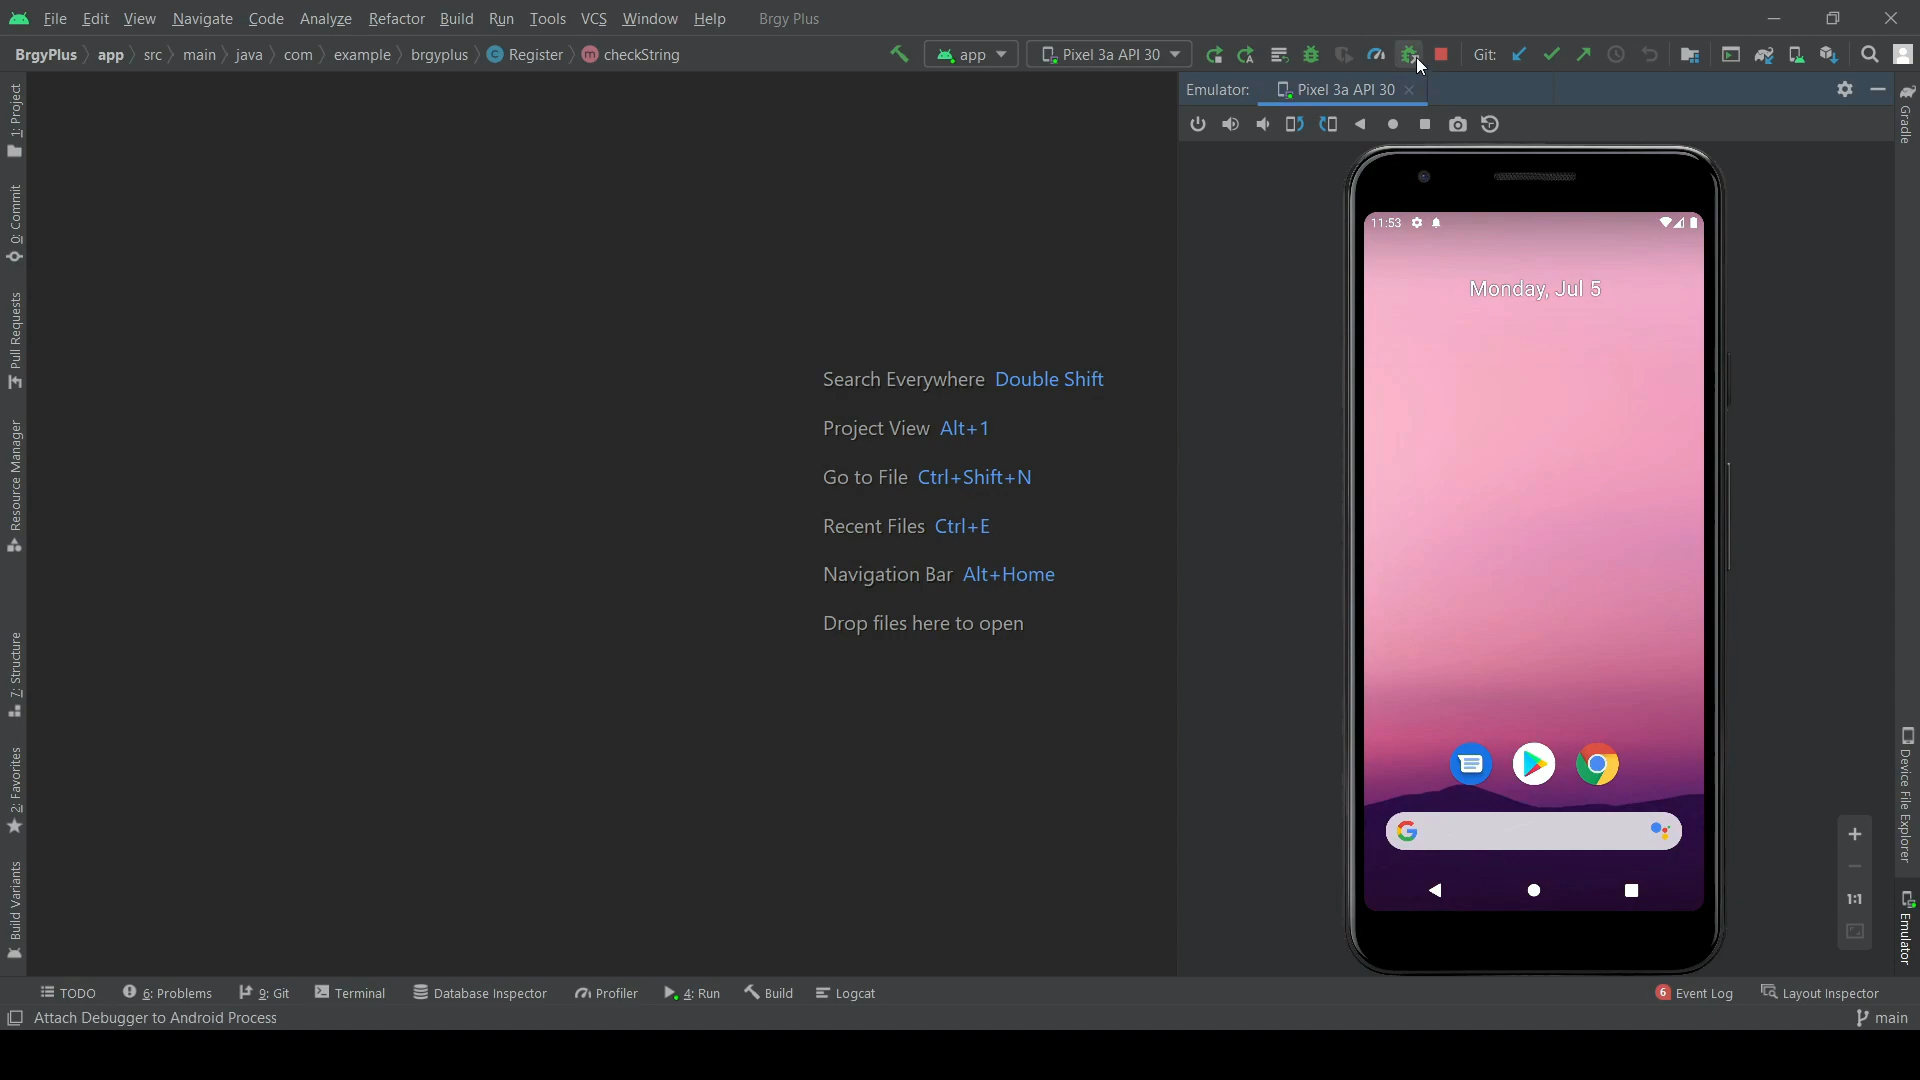 File Edit View Navigate Code Analyze Refactor Build Run Tools VCS Window Help Brgy Plus
BrgyPlus app src main java com example brgyplus Register checkString app Pixel 3a API 30 Git:
Emulator: Pixel 3a API 30
1: Project
0: Commit
Pull Requests
Resource Manager
7: Structure
2: Favorites
Build Variants
Search Everywhere Double Shift
Project View Alt+1
Go to File Ctrl+Shift+N
Recent Files Ctrl+E
Navigation Bar Alt+Home
Drop files here to open
11:53
Monday, Jul 5
1:1
Gradle
Device File Explorer
Emulator
TODO 6: Problems 9: Git Terminal Database Inspector Profiler 4: Run Build Logcat 6 Event Log Layout Inspector
Attach Debugger to Android Process main